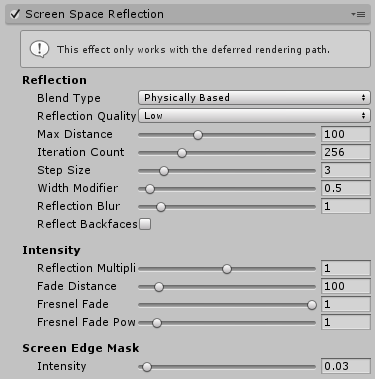 Screen Space Reflection
This effect only works with the deferred rendering path.
Reflection
Blend Type Physically Based
Reflection Quality Low
Max Distance 100
Iteration Count 256
Step Size 3
Width Modifier 0.5
Reflection Blur 1
Reflect Backfaces
Intensity
Reflection Multipli 1
Fade Distance 100
Fresnel Fade 1
Fresnel Fade Pow 1
Screen Edge Mask
Intensity 0.03